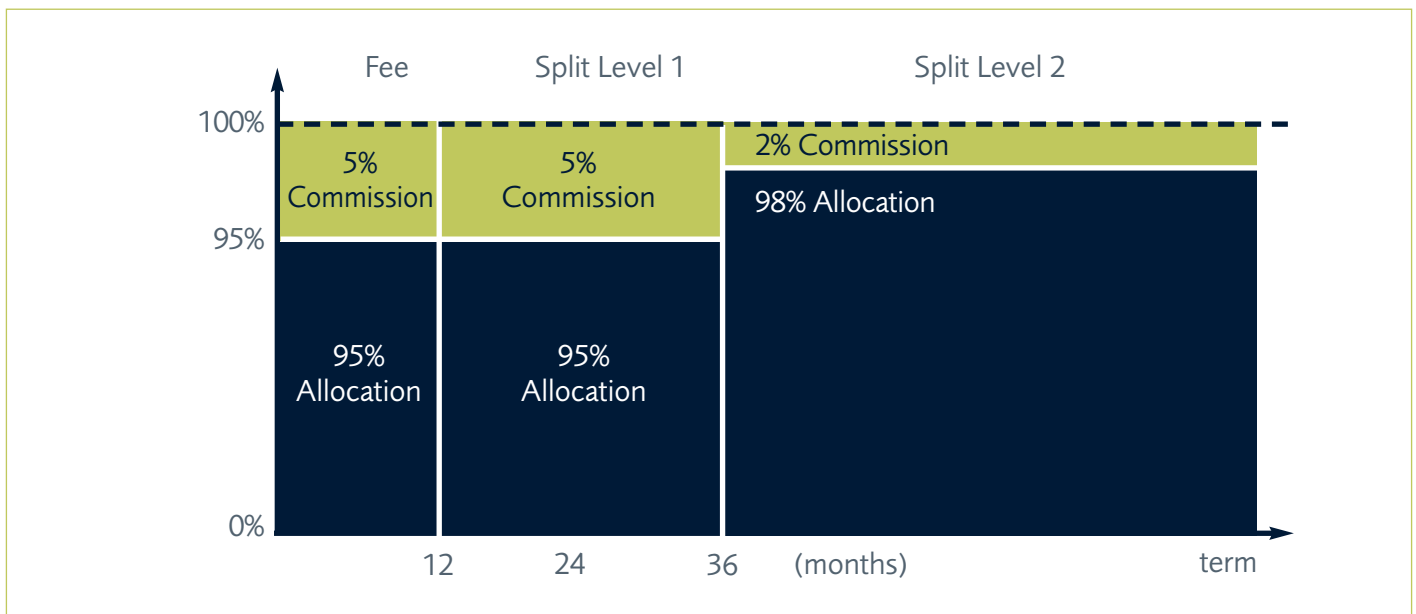 Fee Split Level 1 Split Level 2
100%
5%
Commission
5%
Commission
2% Commission
98% Allocation
95%
95%
Allocation
95%
Allocation
0%
12 24 36 (months) term